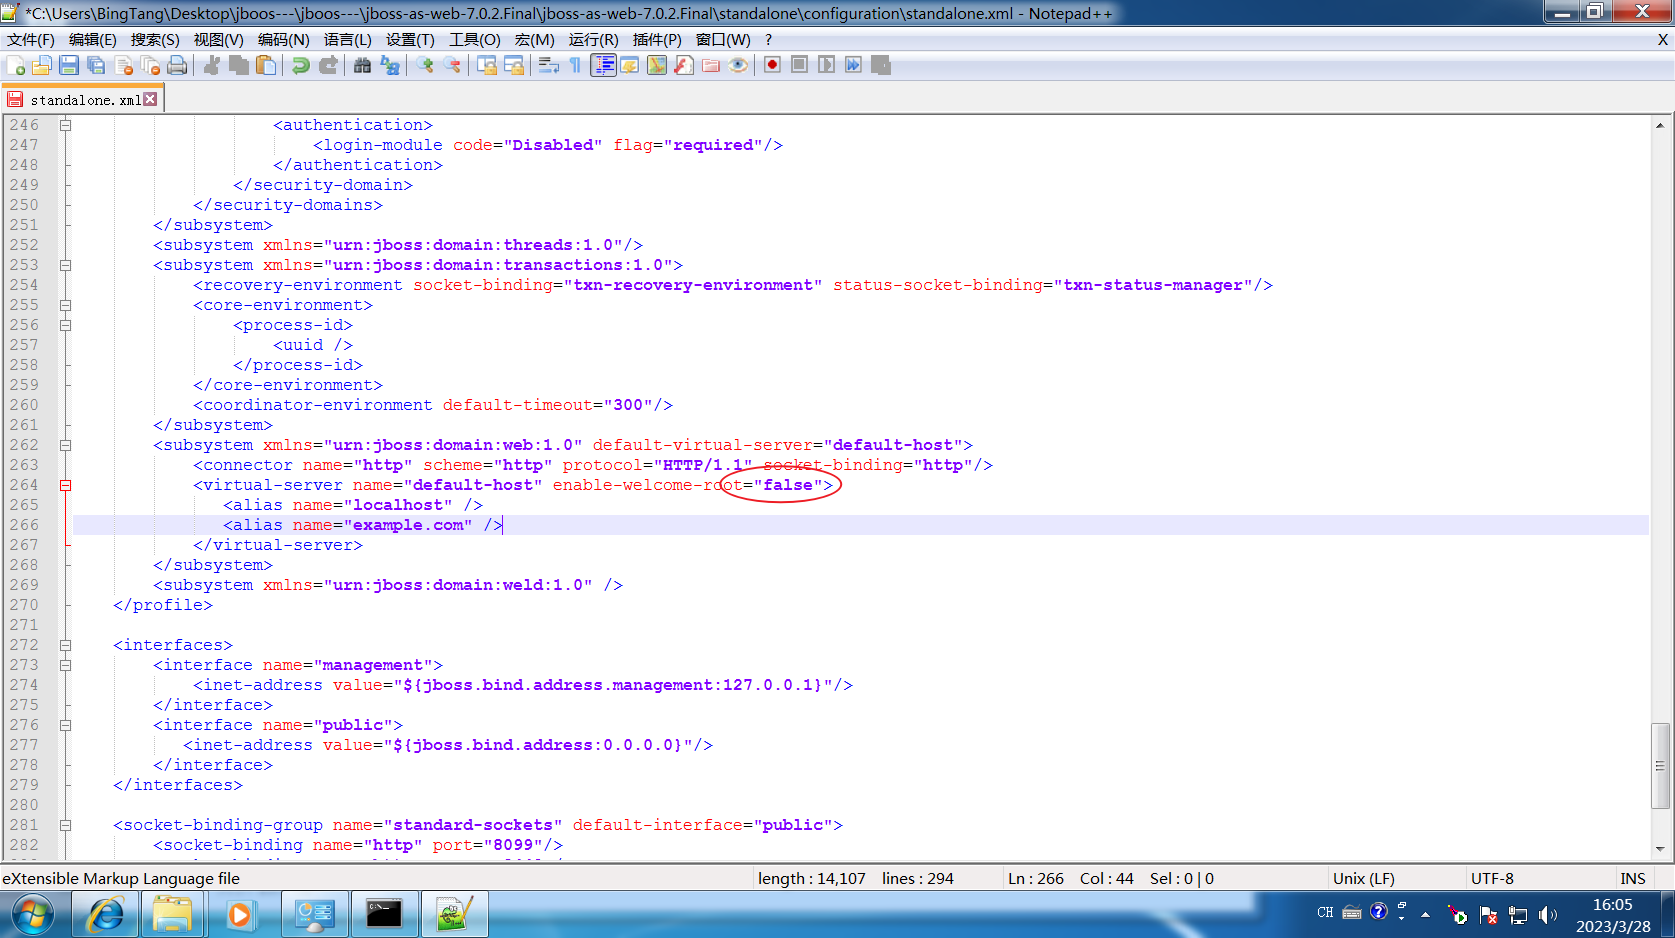 *C:\Users\BingTang\Desktop\jboos---\jboos---\jboss-as-web-7.0.2.Final\jboss-as-web-7.0.2.Final\standalone\configuration\standalone.xml - Notepad++
文件(F) 编辑(E) 搜索(S) 视图(V) 编码(N) 语言(L) 设置(T) 工具(O) 宏(M) 运行(R) 插件(P) 窗口(W) ? X
standalone.xml
246 <authentication>
247 <login-module code="Disabled" flag="required"/>
248 </authentication>
249 </security-domain>
250 </security-domains>
251 </subsystem>
252 <subsystem xmlns="urn:jboss:domain:threads:1.0"/>
253 <subsystem xmlns="urn:jboss:domain:transactions:1.0">
254 <recovery-environment socket-binding="txn-recovery-environment" status-socket-binding="txn-status-manager"/>
255 <core-environment>
256 <process-id>
257 <uuid />
258 </process-id>
259 </core-environment>
260 <coordinator-environment default-timeout="300"/>
261 </subsystem>
262 <subsystem xmlns="urn:jboss:domain:web:1.0" default-virtual-server="default-host">
263 <connector name="http" scheme="http" protocol="HTTP/1.1" socket-binding="http"/>
264 <virtual-server name="default-host" enable-welcome-root="false">
265 <alias name="localhost" />
266 <alias name="example.com" />
267 </virtual-server>
268 </subsystem>
269 <subsystem xmlns="urn:jboss:domain:weld:1.0" />
270 </profile>
271
272 <interfaces>
273 <interface name="management">
274 <inet-address value="${jboss.bind.address.management:127.0.0.1}"/>
275 </interface>
276 <interface name="public">
277 <inet-address value="${jboss.bind.address:0.0.0.0}"/>
278 </interface>
279 </interfaces>
280
281 <socket-binding-group name="standard-sockets" default-interface="public">
282 <socket-binding name="http" port="8099"/>
eXtensible Markup Language file length : 14,107 lines : 294 Ln : 266 Col : 44 Sel : 0 | 0 Unix (LF) UTF-8 INS
CH 16:05
2023/3/28